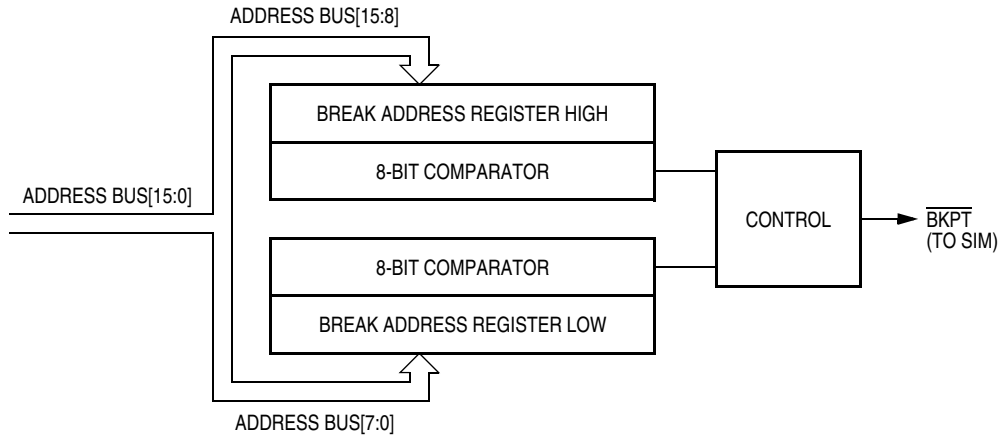 ADDRESS BUS[15:8]
BREAK ADDRESS REGISTER HIGH
8-BIT COMPARATOR
ADDRESS BUS[15:0]
CONTROL
BKPT
(TO SIM)
8-BIT COMPARATOR
BREAK ADDRESS REGISTER LOW
ADDRESS BUS[7:0]